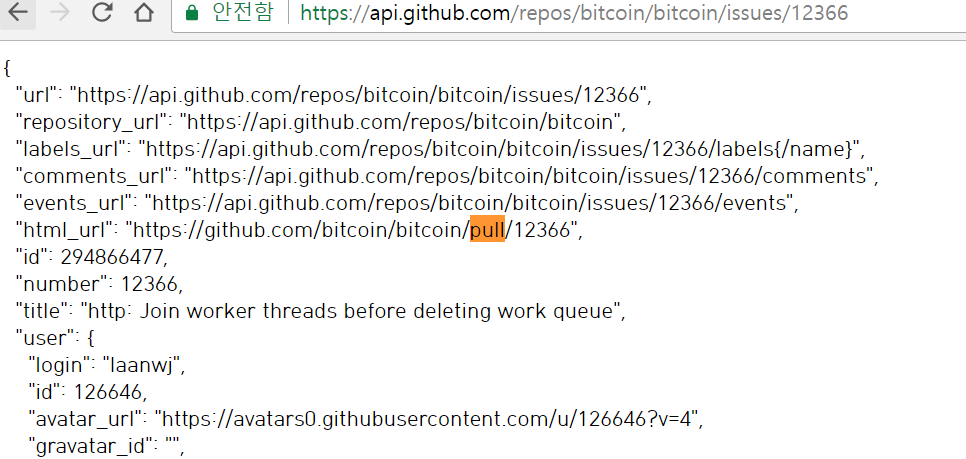 안전함 https://api.github.com/repos/bitcoin/bitcoin/issues/12366
{
"url": "https://api.github.com/repos/bitcoin/bitcoin/issues/12366",
"repository_url": "https://api.github.com/repos/bitcoin/bitcoin",
"labels_url": "https://api.github.com/repos/bitcoin/bitcoin/issues/12366/labels{/name}",
"comments_url": "https://api.github.com/repos/bitcoin/bitcoin/issues/12366/comments",
"events_url": "https://api.github.com/repos/bitcoin/bitcoin/issues/12366/events",
"html_url": "https://github.com/bitcoin/bitcoin/pull/12366",
"id": 294866477,
"number": 12366,
"title": "http: Join worker threads before deleting work queue",
"user": {
"login": "laanwj",
"id": 126646,
"avatar_url": "https://avatars0.githubusercontent.com/u/126646?v=4",
"gravatar_id": "",